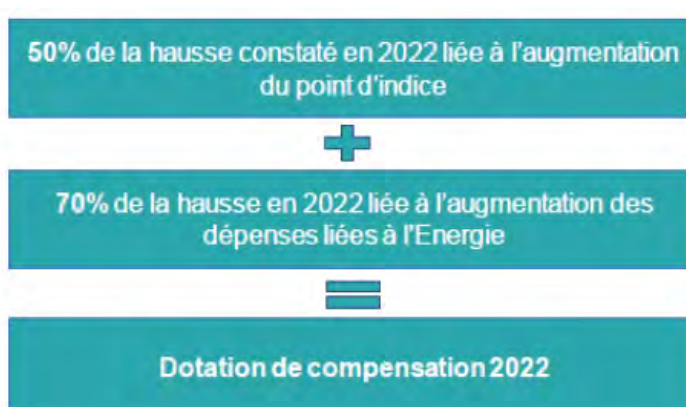 50% de la hausse constaté en 2022 liée à l'augmentation
du point d'indice
+
70% de la hausse en 2022 liée à l'augmentation des
dépenses liées à l'Energie
=
Dotation de compensation 2022